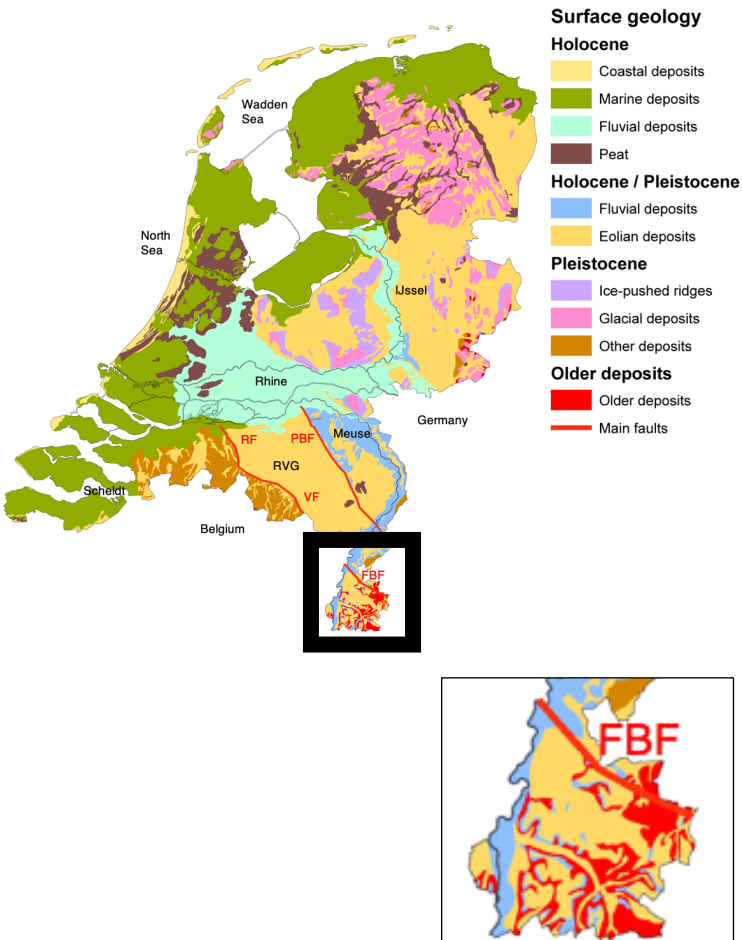 Surface geology
Holocene
Coastal deposits
Marine deposits
Fluvial deposits
Peat
Holocene / Pleistocene
Fluvial deposits
Eolian deposits
Pleistocene
Ice-pushed ridges
Glacial deposits
Other deposits
Older deposits
Older deposits
Main faults
Wadden
Sea
North
Sea
IJssel
Rhine
Germany
RF
PBF
Meuse
RVG
VF
Scheldt
Belgium
FBF
FBF